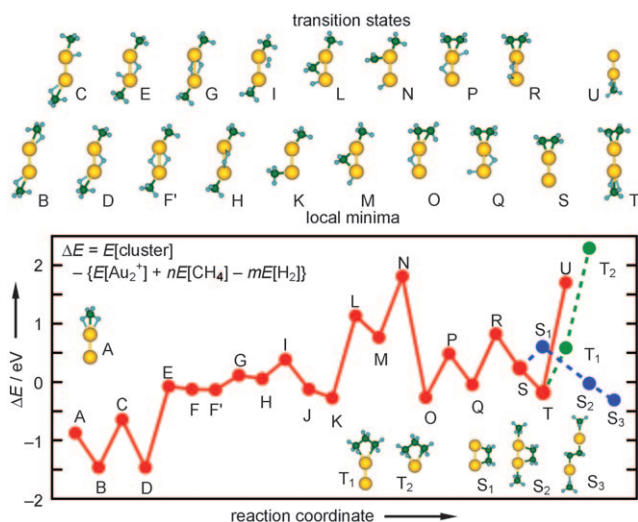 transition states
C E G I L N P R U
B D F' H K M O Q S T
local minima
ΔE = E[cluster]
– {E[Au₂⁺] + nE[CH₄] – mE[H₂]}
ΔE / eV
2
1
0
−1
−2
A
A B C D E F F' G H I J K L M N O P Q R S T U
S₁ T₂
T₁
S₂ S₃
T₁ T₂ S₁ S₂ S₃
reaction coordinate